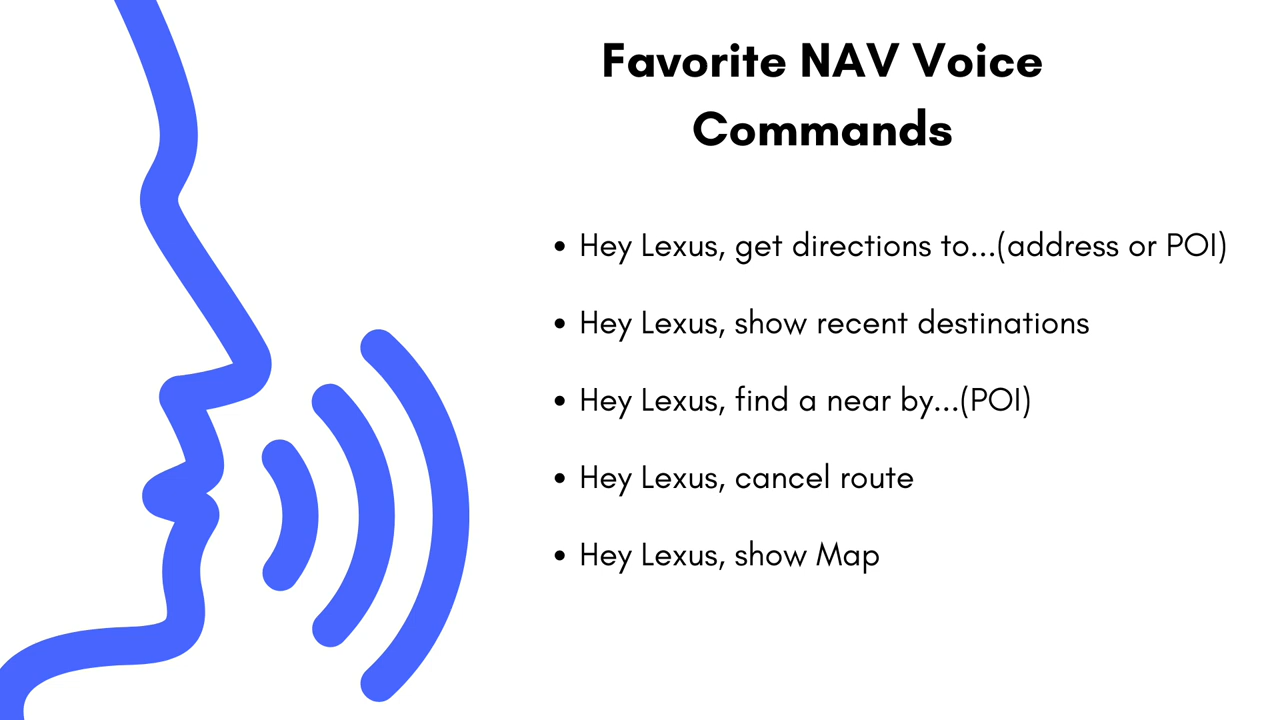 Favorite NAV Voice
Commands
• Hey Lexus, get directions to...(address or POI)
• Hey Lexus, show recent destinations
• Hey Lexus, find a near by...(POI)
• Hey Lexus, cancel route
• Hey Lexus, show Map